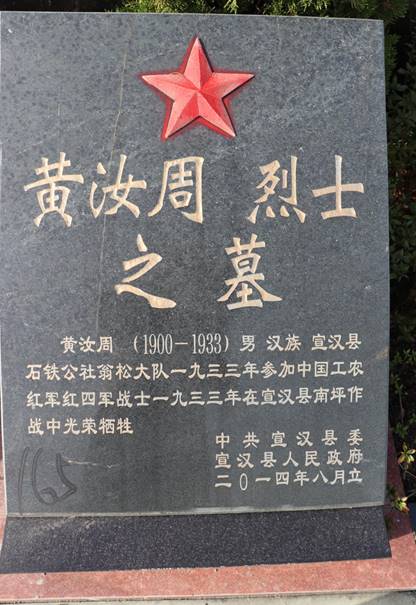 黄汝周 烈士
之墓
黄汝周 (1900-1933) 男 汉族 宣汉县
石铁公社翁松大队一九三三年参加中国工农
红军红四军战士一九三三年在宣汉县南坪作
战中光荣牺牲
中共宣汉县委
宣汉县人民政府
二〇一四年八月立
165